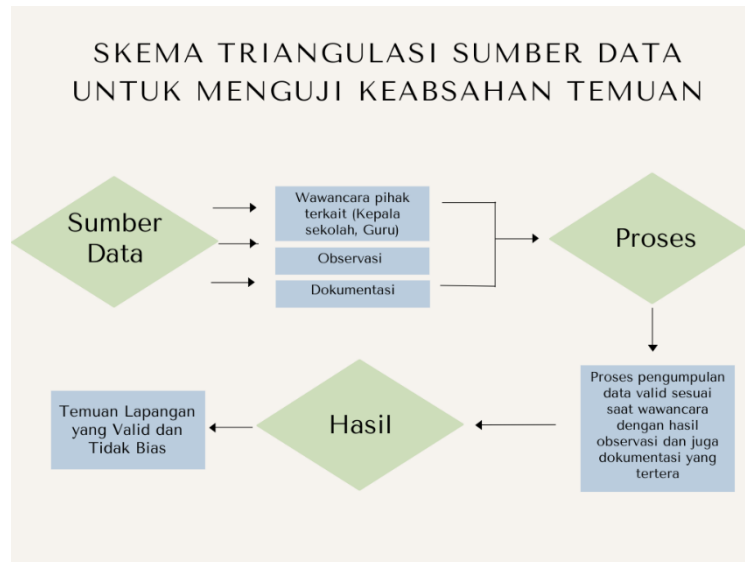 SKEMA TRIANGULASI SUMBER DATA
UNTUK MENGUJI KEABSAHAN TEMUAN
Sumber
Data
Wawancara pihak
terkait (Kepala
sekolah, Guru)
Observasi
Dokumentasi
Proses
Proses pengumpulan
data valid sesuai
saat wawancara
dengan hasil
observasi dan juga
dokumentasi yang
tertera
Hasil
Temuan Lapangan
yang Valid dan
Tidak Bias